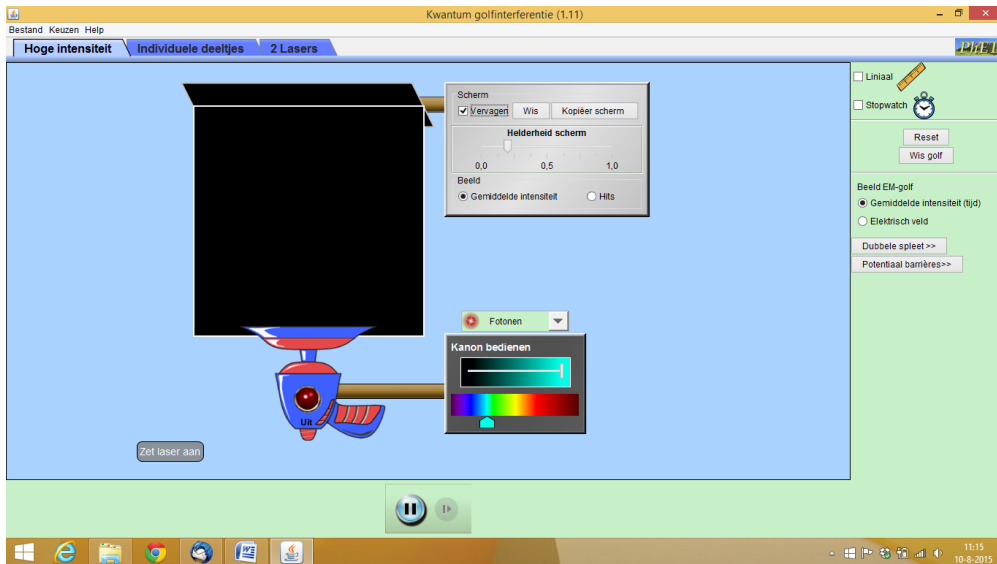 Kwantum golfinterferentie (1.11)
Bestand Keuzen Help
Hoge intensiteit Individuele deeltjes 2 Lasers
PhET
Scherm
Vervagen Wis Kopiëer scherm
Helderheid scherm
0,0 0,5 1,0
Beeld
Gemiddelde intensiteit Hits
Liniaal
Stopwatch
Reset
Wis golf
Beeld EM-golf
Gemiddelde intensiteit (tijd)
Elektrisch veld
Dubbele spleet >>
Potentiaal barrières>>
Fotonen
Kanon bedienen
Uit
Zet laser aan
11:15
10-8-2015